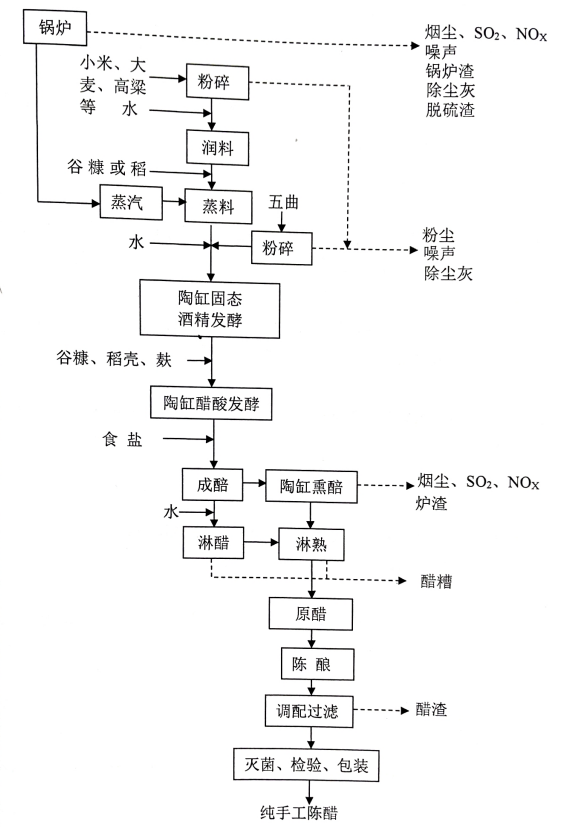 锅炉
烟尘、SO2、NOX
噪声
锅炉渣
除尘灰
脱硫渣
小米、大
麦、高粱
等 水
粉碎
润料
谷 糠 或 稻
蒸汽
蒸料
五曲
水
粉碎
粉尘
噪声
除尘灰
陶缸固态
酒精发酵
谷糠、稻壳、麸
陶缸醋酸发酵
食 盐
成醅
陶缸熏醅
烟尘、SO2、NOX
炉渣
水
淋醋
淋熟
醋糟
原醋
陈 酿
调配过滤
醋渣
灭菌、检验、包装
纯手工陈醋